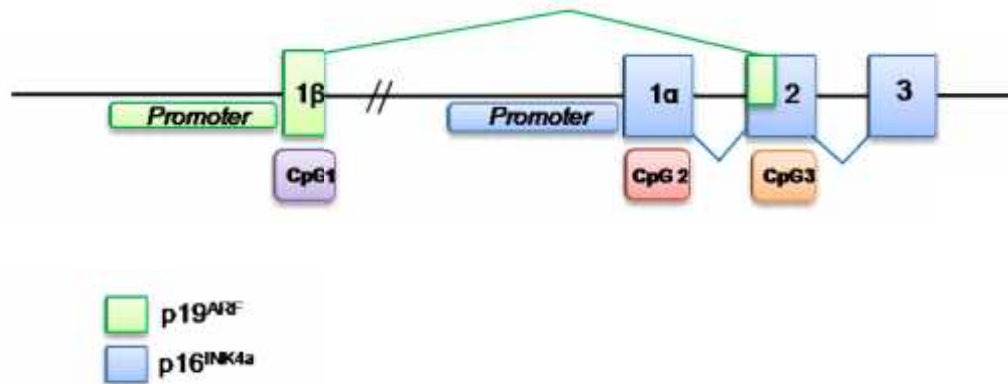 1β
1α
2
3
Promoter
Promoter
CpG1
CpG 2
CpG3
p19ARF
p16INK4a